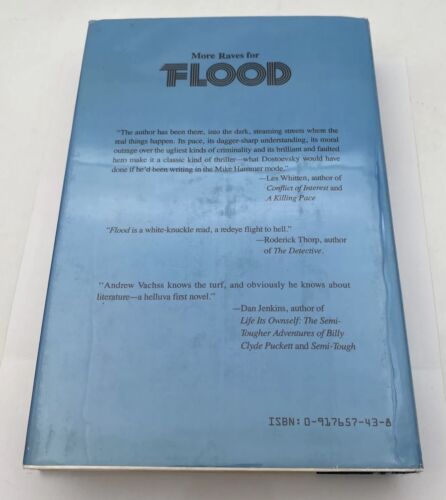 More Raves for
FLOOD
"The author has been there, into the dark, steaming streets where the
real things happen. Its pace, its dagger-sharp understanding, its moral
outrage over the ugliest kinds of criminality and its brilliant and faulted
hero make it a classic kind of thriller—what Dostoevsky would have
done if he'd been writing in the Mike Hammer mode."
—Les Whitten, author of
Conflict of Interest and
A Killing Pace
"Flood is a white-knuckle read, a redeye flight to hell."
—Roderick Thorp, author
of The Detective.
"Andrew Vachss knows the turf, and obviously he knows about
literature—a helluva first novel."
—Dan Jenkins, author of
Life Its Ownself: The Semi-
Tougher Adventures of Billy
Clyde Puckett and Semi-Tough
ISBN: 0-917657-43-8